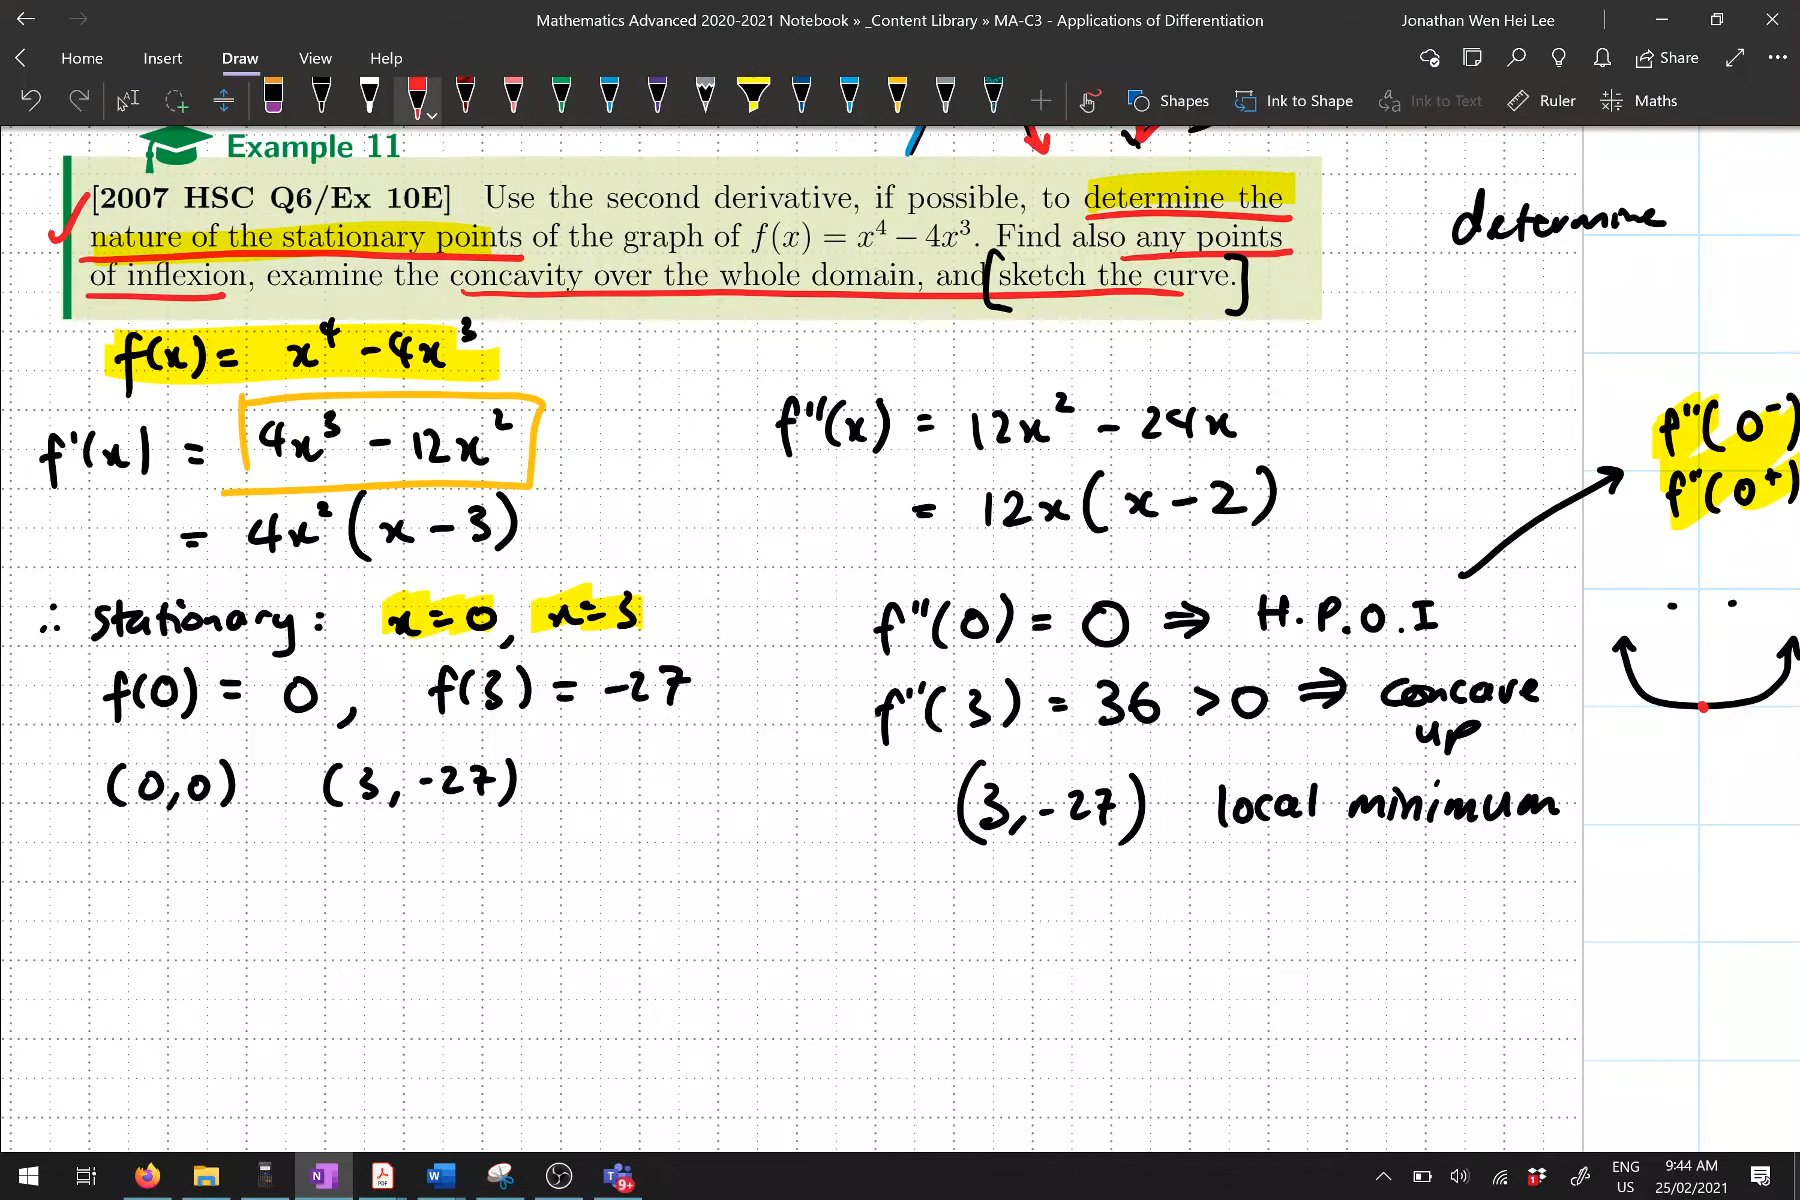 Mathematics Advanced 2020-2021 Notebook » _Content Library » MA-C3 - Applications of Differentiation
Jonathan Wen Hei Lee
Home Insert Draw View Help
Share
Shapes Ink to Shape Ink to Text Ruler Maths
Example 11
[2007 HSC Q6/Ex 10E] Use the second derivative, if possible, to determine the
nature of the stationary points of the graph of f(x) = x⁴ − 4x³. Find also any points
of inflexion, examine the concavity over the whole domain, and [sketch the curve.]
determine
f(x) = x⁴ - 4x³
f'(x) = 4x³ - 12x²
= 4x² (x - 3)
∴ stationary: x=0, x=3
f(0) = 0, f(3) = -27
(0,0) (3, -27)
f''(x) = 12x² - 24x
= 12x (x - 2)
f''(0) = 0 ⇒ H.P.O.I
f''(3) = 36 > 0 ⇒ concave
up
(3, -27) local minimum
f''(0⁻)
f''(0⁺)
N
PDF
W
T
9+
1
ENG
US
9:44 AM
25/02/2021